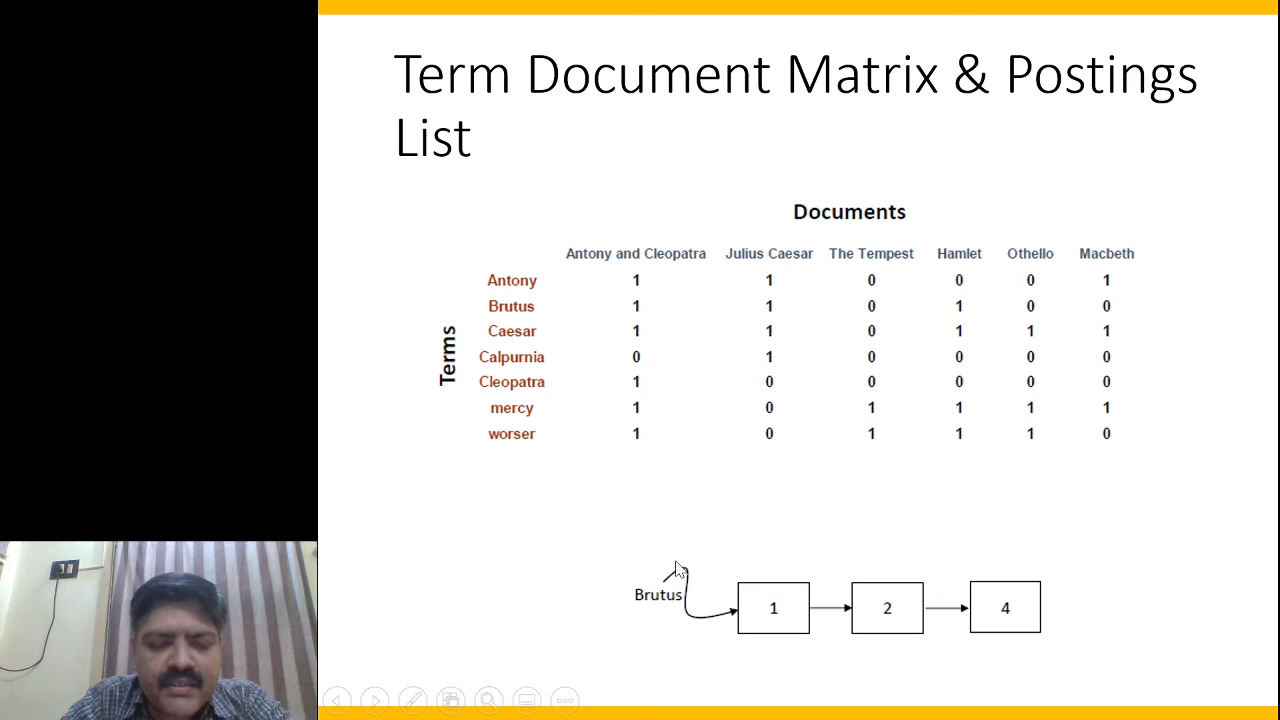 Term Document Matrix & Postings
List
Documents
Antony and Cleopatra Julius Caesar The Tempest Hamlet Othello Macbeth
Terms
Antony 1 1 0 0 0 1
Brutus 1 1 0 1 0 0
Caesar 1 1 0 1 1 1
Calpurnia 0 1 0 0 0 0
Cleopatra 1 0 0 0 0 0
mercy 1 0 1 1 1 1
worser 1 0 1 1 1 0
Brutus 1 2 4